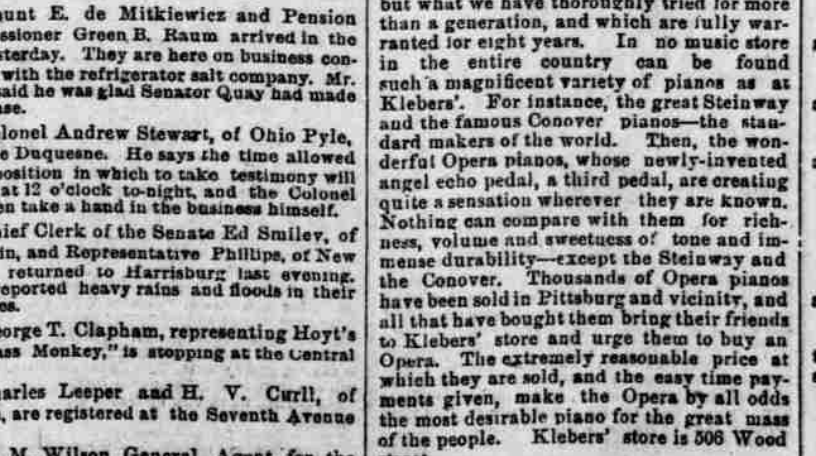 unt E. de Mitkiewicz and Pension
ssioner Green B. Raum arrived in the
sterday. They are here on business con-
with the refrigerator salt company. Mr.
said he was glad Senator Quay had made
nse.
lonel Andrew Stewart, of Ohio Pyle,
e Duquesne. He says the time allowed
position in which to take testimony will
at 12 o'clock to-night, and the Colonel
en take a hand in the business himself.
ief Clerk of the Senate Ed Smiley, of
in, and Representative Phillips, of New
returned to Harrisburg last evening.
eported heavy rains and floods in their
es.
eorge T. Clapham, representing Hoyt's
ass Monkey," is stopping at the Central
arles Leeper and H. V. Curll, of
, are registered at the Seventh Avenue
M. Wilson General Agent for the
but what we have thoroughly tried for more
than a generation, and which are fully war-
ranted for eight years. In no music store
in the entire country can be found
such a magnificent variety of pianos as at
Klebers'. For instance, the great Steinway
and the famous Conover pianos—the stan-
dard makers of the world. Then, the won-
derful Opera pianos, whose newly-invented
angel echo pedal, a third pedal, are creating
quite a sensation wherever they are known.
Nothing can compare with them for rich-
ness, volume and sweetness of tone and im-
mense durability—except the Steinway and
the Conover. Thousands of Opera pianos
have been sold in Pittsburg and vicinity, and
all that have bought them bring their friends
to Klebers' store and urge them to buy an
Opera. The extremely reasonable price at
which they are sold, and the easy time pay-
ments given, make the Opera by all odds
the most desirable piano for the great mass
of the people. Klebers' store is 506 Wood